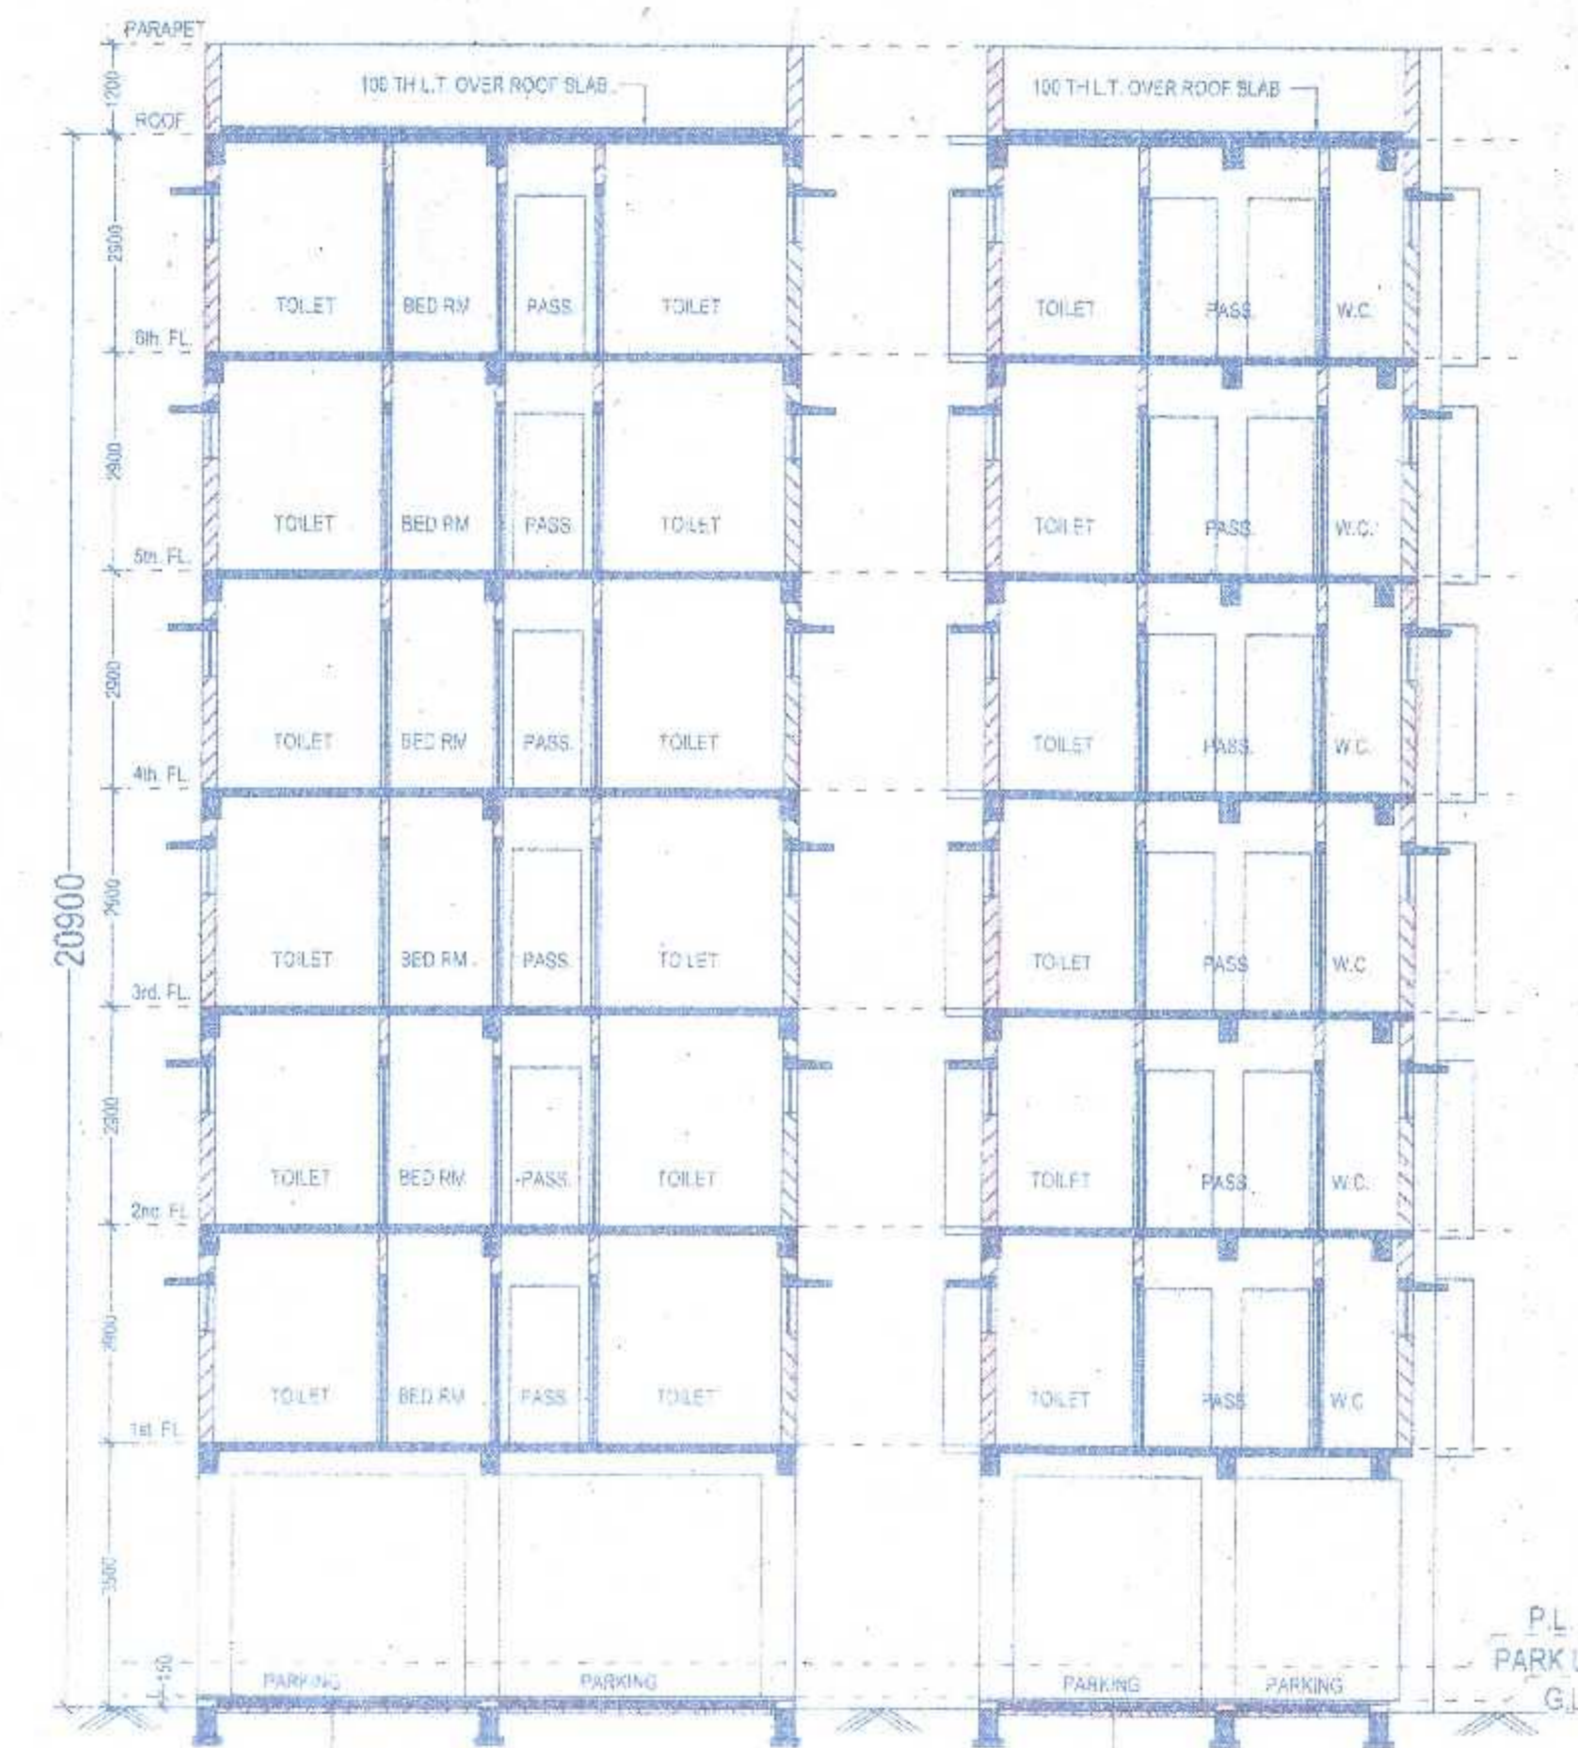 PARAPET
1200
100 TH L.T. OVER ROOF SLAB
100 TH L.T. OVER ROOF SLAB
ROOF
2900
TOILET BED RM PASS. TOILET
TOILET PASS. W.C.
6th. FL.
2900
TOILET BED RM PASS. TOILET
TOILET PASS. W.C.
5th. FL.
2900
TOILET BED RM PASS. TOILET
TOILET PASS. W.C.
4th. FL.
20900
2900
TOILET BED RM PASS. TOILET
TOILET PASS W.C.
3rd. FL.
2900
TOILET BED RM PASS. TOILET
TOILET PASS. W.C.
2nd. FL.
2900
TOILET BED RM PASS. TOILET
TOILET PASS. W.C.
1st. FL.
3500
150
PARKING PARKING
PARKING PARKING
P.L.
PARK
G.L